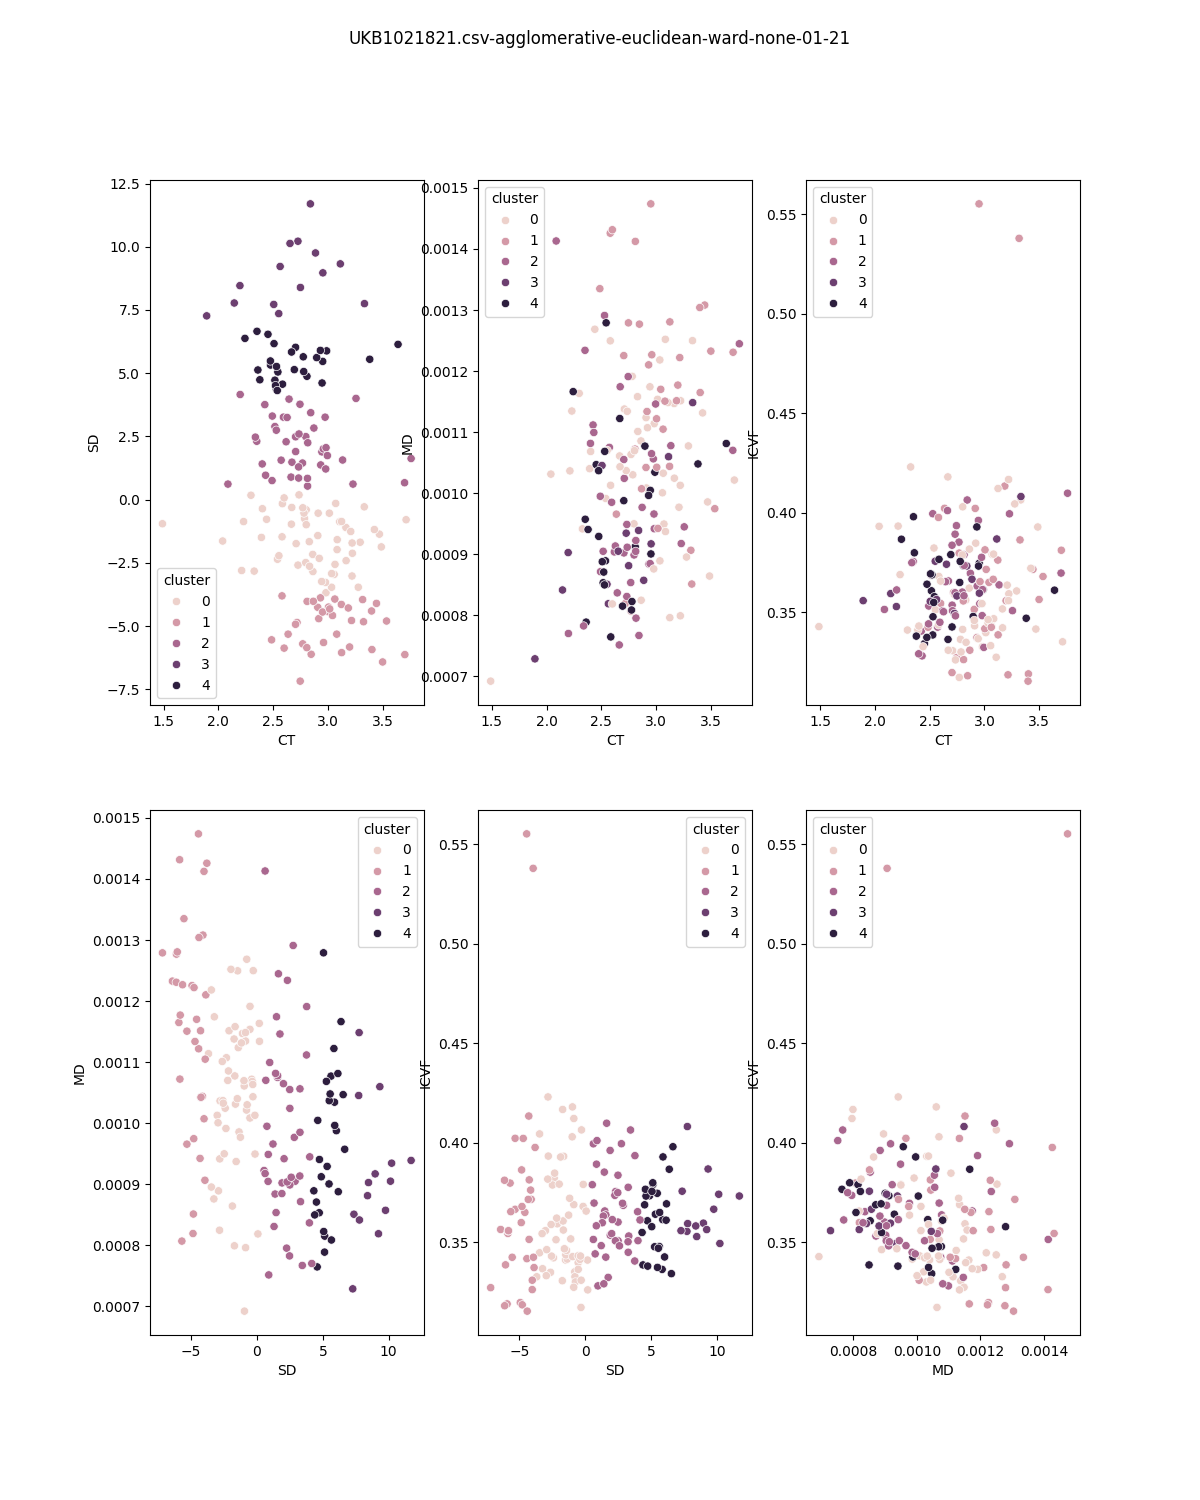 UKB1021821.csv-agglomerative-euclidean-ward-none-01-21
12.5
10.0
7.5
5.0
2.5
0.0
−2.5
−5.0
−7.5
SD
cluster
0
1
2
3
4
1.5 2.0 2.5 3.0 3.5
CT
0.0015
0.0014
0.0013
0.0012
0.0011
0.0010
0.0009
0.0008
0.0007
MD
cluster
0
1
2
3
4
1.5 2.0 2.5 3.0 3.5
CT
0.55
0.50
0.45
0.40
0.35
ICVF
cluster
0
1
2
3
4
1.5 2.0 2.5 3.0 3.5
CT
0.0015
0.0014
0.0013
0.0012
0.0011
0.0010
0.0009
0.0008
0.0007
MD
cluster
0
1
2
3
4
−5 0 5 10
SD
0.55
0.50
0.45
0.40
0.35
ICVF
cluster
0
1
2
3
4
−5 0 5 10
SD
0.55
0.50
0.45
0.40
0.35
ICVF
cluster
0
1
2
3
4
0.0008 0.0010 0.0012 0.0014
MD